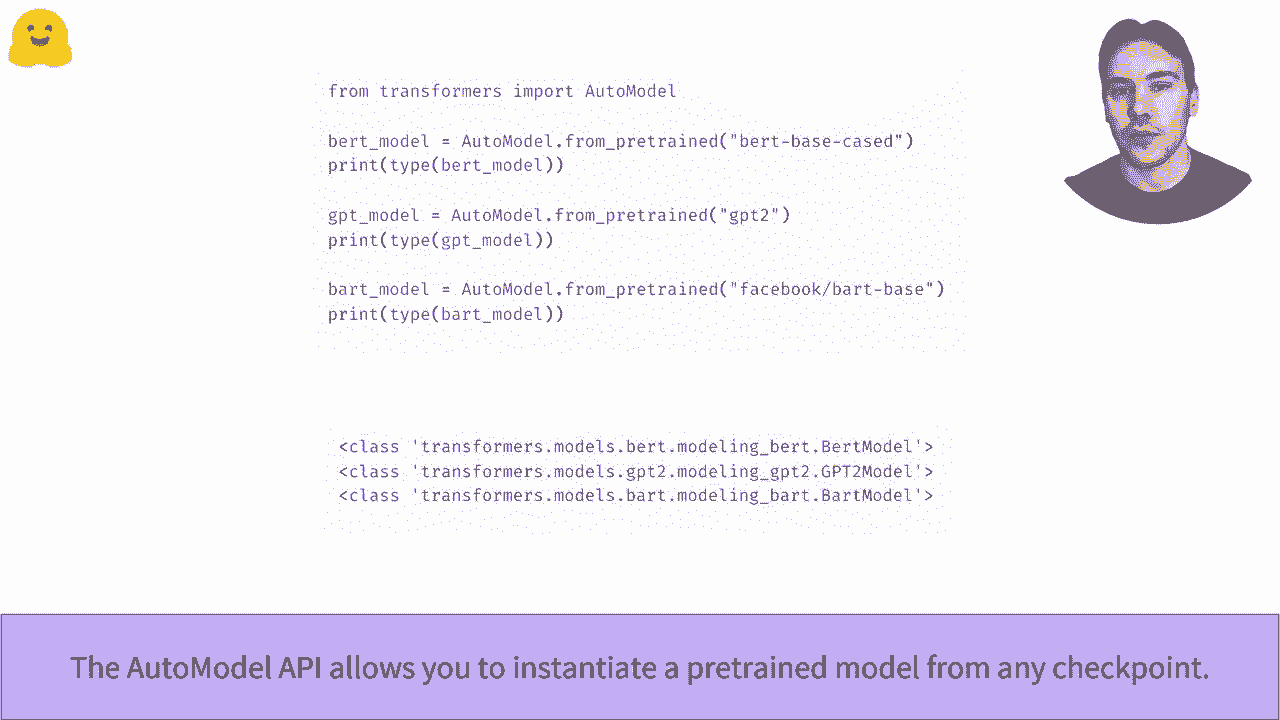 from transformers import AutoModel
bert_model = AutoModel.from_pretrained("bert-base-cased")
print(type(bert_model))
gpt_model = AutoModel.from_pretrained("gpt2")
print(type(gpt_model))
bart_model = AutoModel.from_pretrained("facebook/bart-base")
print(type(bart_model))
<class 'transformers.models.bert.modeling_bert.BertModel'>
<class 'transformers.models.gpt2.modeling_gpt2.GPT2Model'>
<class 'transformers.models.bart.modeling_bart.BartModel'>
The AutoModel API allows you to instantiate a pretrained model from any checkpoint.